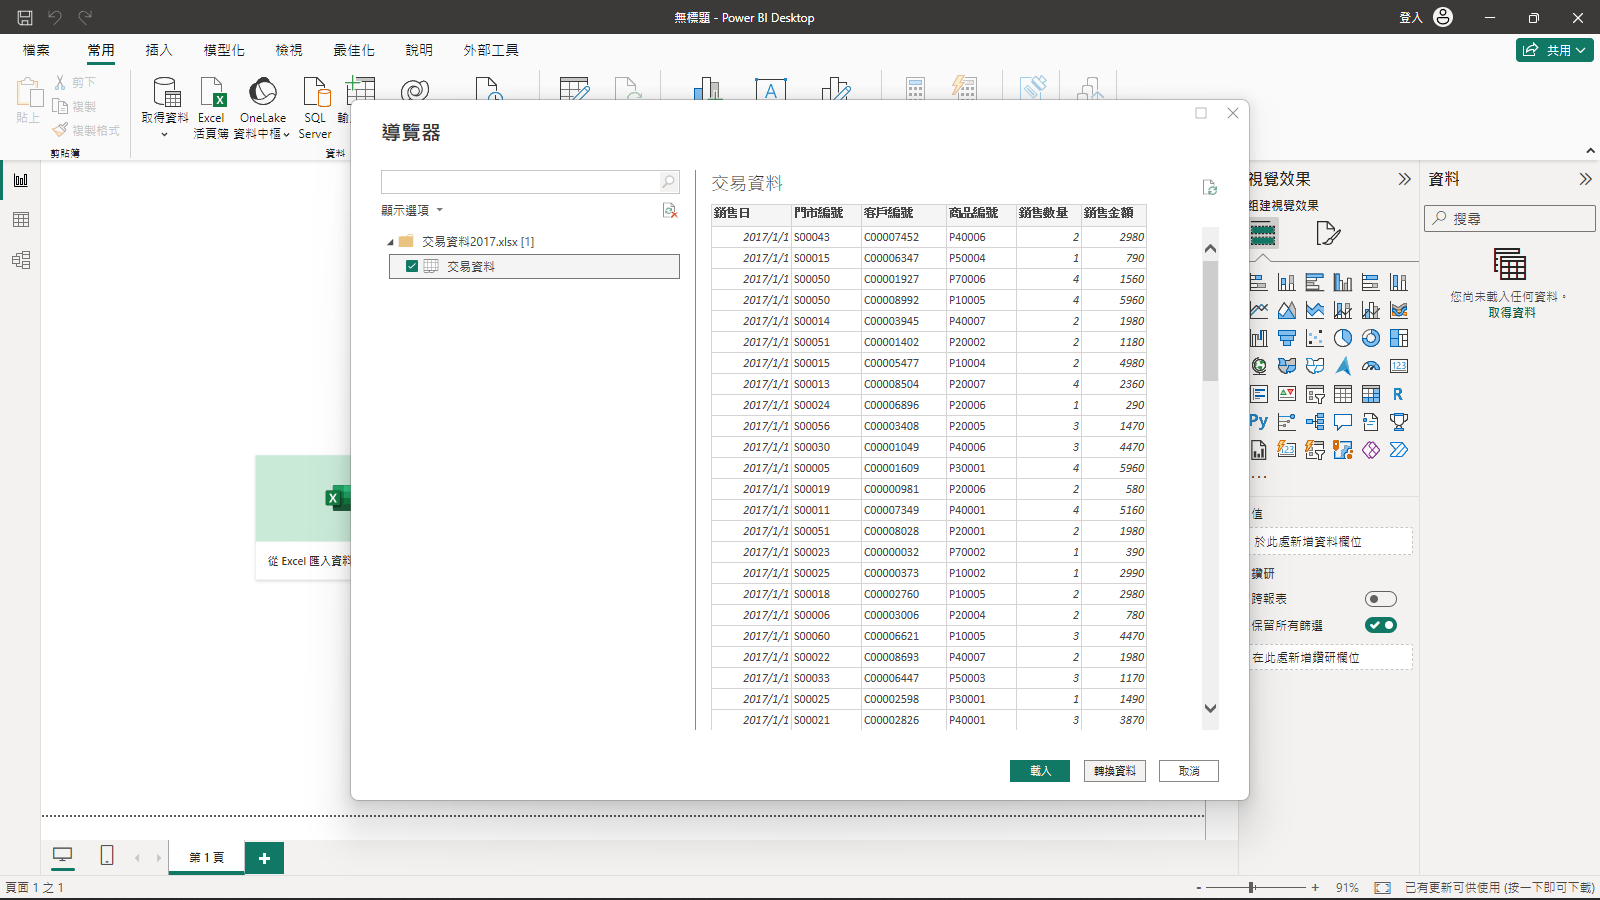 無標題 - Power BI Desktop
登入
檔案 常用 插入 模型化 檢視 最佳化 說明 外部工具
共用
貼上
剪下
複製
複製格式
剪貼簿
取得資料
Excel
活頁簿
OneLake
資料中樞
SQL
Server
輸
資料
導覽器
顯示選項
交易資料2017.xlsx [1]
交易資料
交易資料
銷售日 門市編號 客戶編號 商品編號 銷售數量 銷售金額
2017/1/1 S00043 C00007452 P40006 2 2980
2017/1/1 S00015 C00006347 P50004 1 790
2017/1/1 S00050 C00001927 P70006 4 1560
2017/1/1 S00050 C00008992 P10005 4 5960
2017/1/1 S00014 C00003945 P40007 2 1980
2017/1/1 S00051 C00001402 P20002 2 1180
2017/1/1 S00015 C00005477 P10004 2 4980
2017/1/1 S00013 C00008504 P20007 4 2360
2017/1/1 S00024 C00006896 P20006 1 290
2017/1/1 S00056 C00003408 P20005 3 1470
2017/1/1 S00030 C00001049 P40006 3 4470
2017/1/1 S00005 C00001609 P30001 4 5960
2017/1/1 S00019 C00000981 P20006 2 580
2017/1/1 S00011 C00007349 P40001 4 5160
2017/1/1 S00051 C00008028 P20001 2 1980
2017/1/1 S00023 C00000032 P70002 1 390
2017/1/1 S00025 C00000373 P10002 1 2990
2017/1/1 S00018 C00002760 P10005 2 2980
2017/1/1 S00006 C00003006 P20004 2 780
2017/1/1 S00060 C00006621 P10005 3 4470
2017/1/1 S00022 C00008693 P40007 2 1980
2017/1/1 S00033 C00006447 P50003 3 1170
2017/1/1 S00025 C00002598 P30001 1 1490
2017/1/1 S00021 C00002826 P40001 3 3870
載入 轉換資料 取消
從 Excel 匯入資料
視覺效果
組建視覺效果
123
R
Py
123
值
於此處新增資料欄位
鑽研
跨報表
保留所有篩選
在此處新增鑽研欄位
資料
搜尋
您尚未載入任何資料。
取得資料
第 1 頁
頁面 1 之 1
- + 91%
已有更新可供使用 (按一下即可下載)